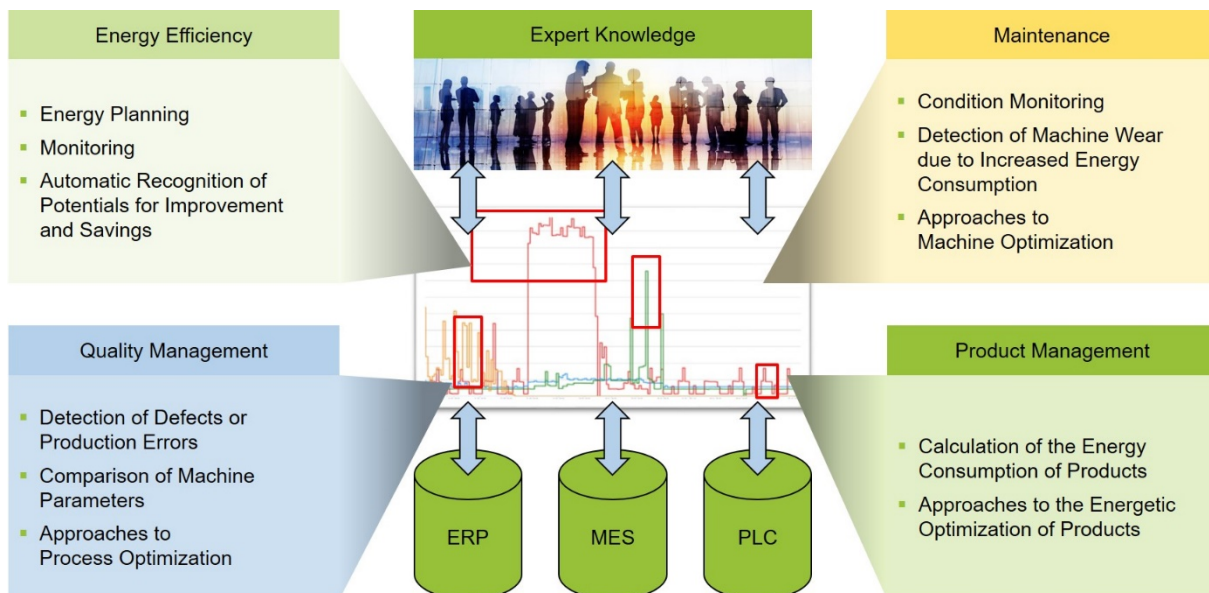 Energy Efficiency
Energy Planning
Monitoring
Automatic Recognition of
Potentials for Improvement
and Savings
Expert Knowledge
Maintenance
Condition Monitoring
Detection of Machine Wear
due to Increased Energy
Consumption
Approaches to
Machine Optimization
Quality Management
Detection of Defects or
Production Errors
Comparison of Machine
Parameters
Approaches to
Process Optimization
ERP
MES
PLC
Product Management
Calculation of the Energy
Consumption of Products
Approaches to the Energetic
Optimization of Products